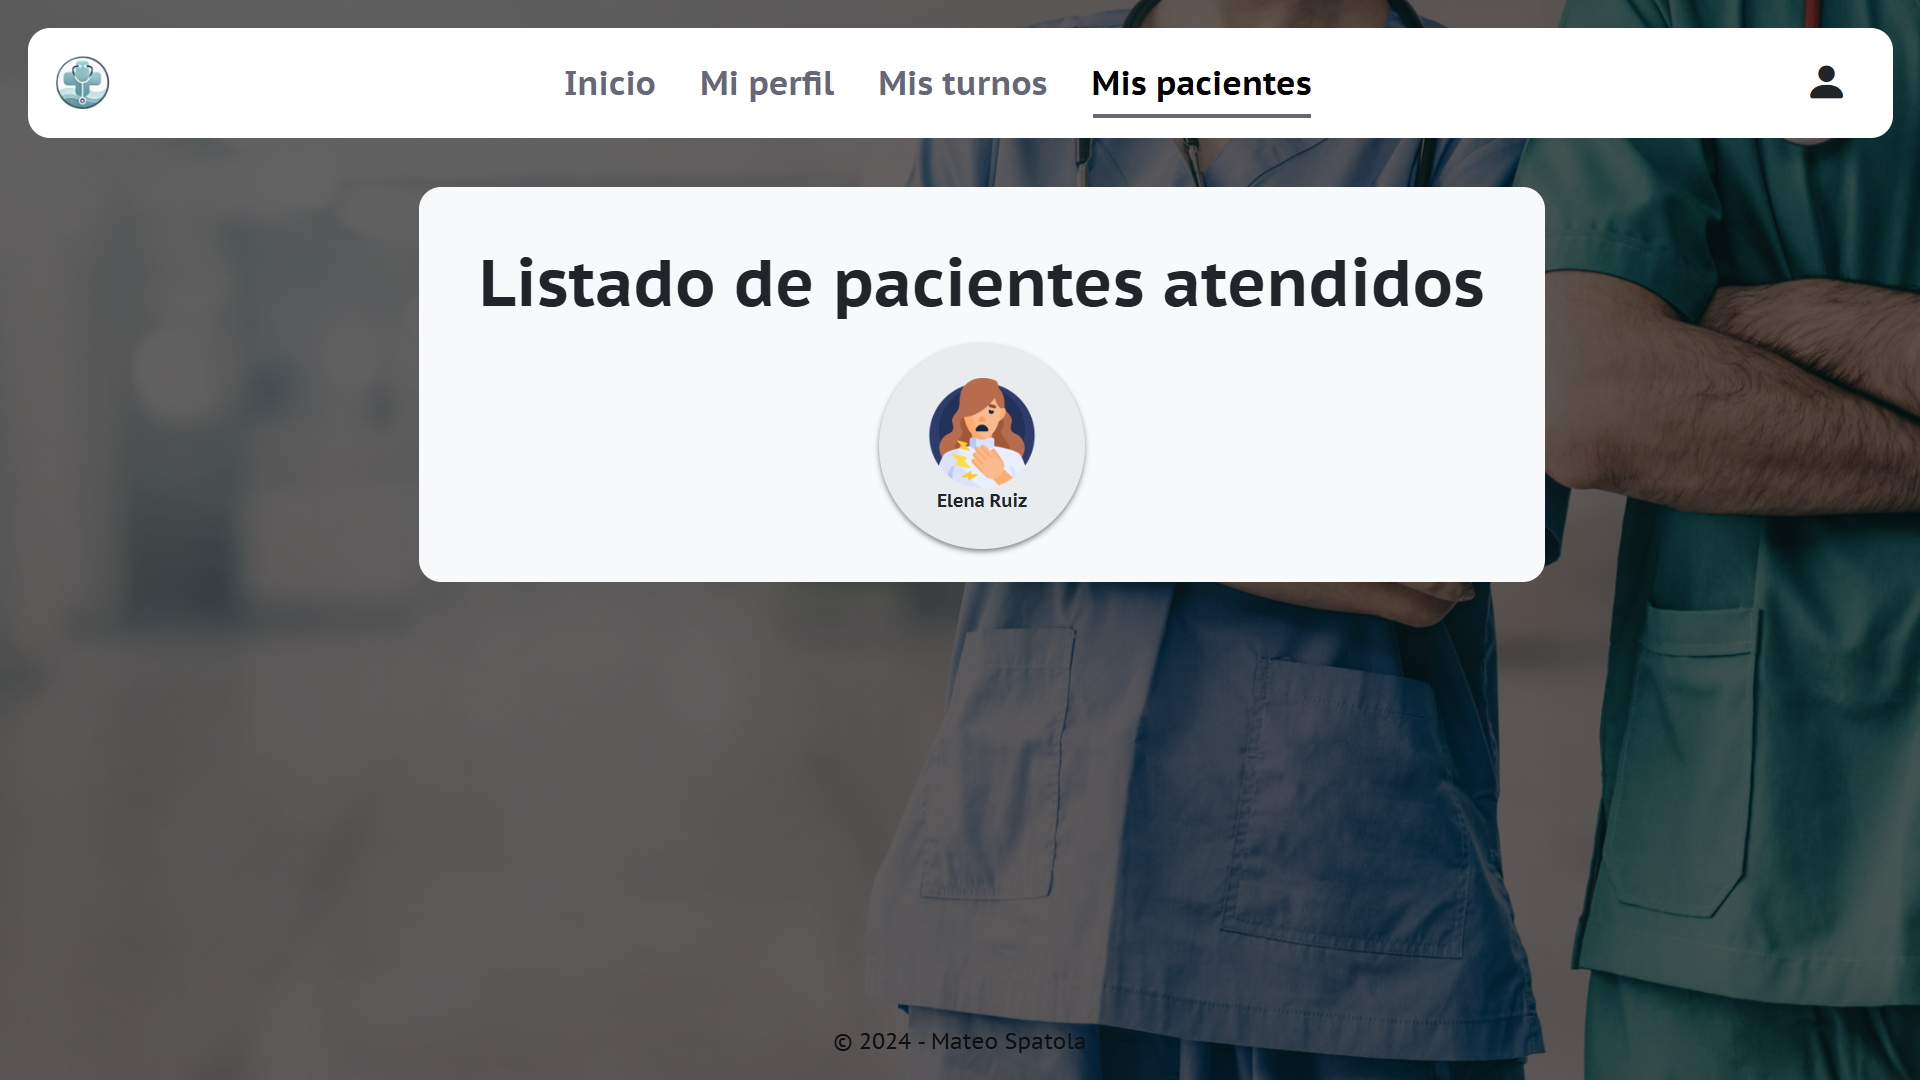 Inicio Mi perfil Mis turnos Mis pacientes
Listado de pacientes atendidos
Elena Ruiz
© 2024 - Mateo Spatola